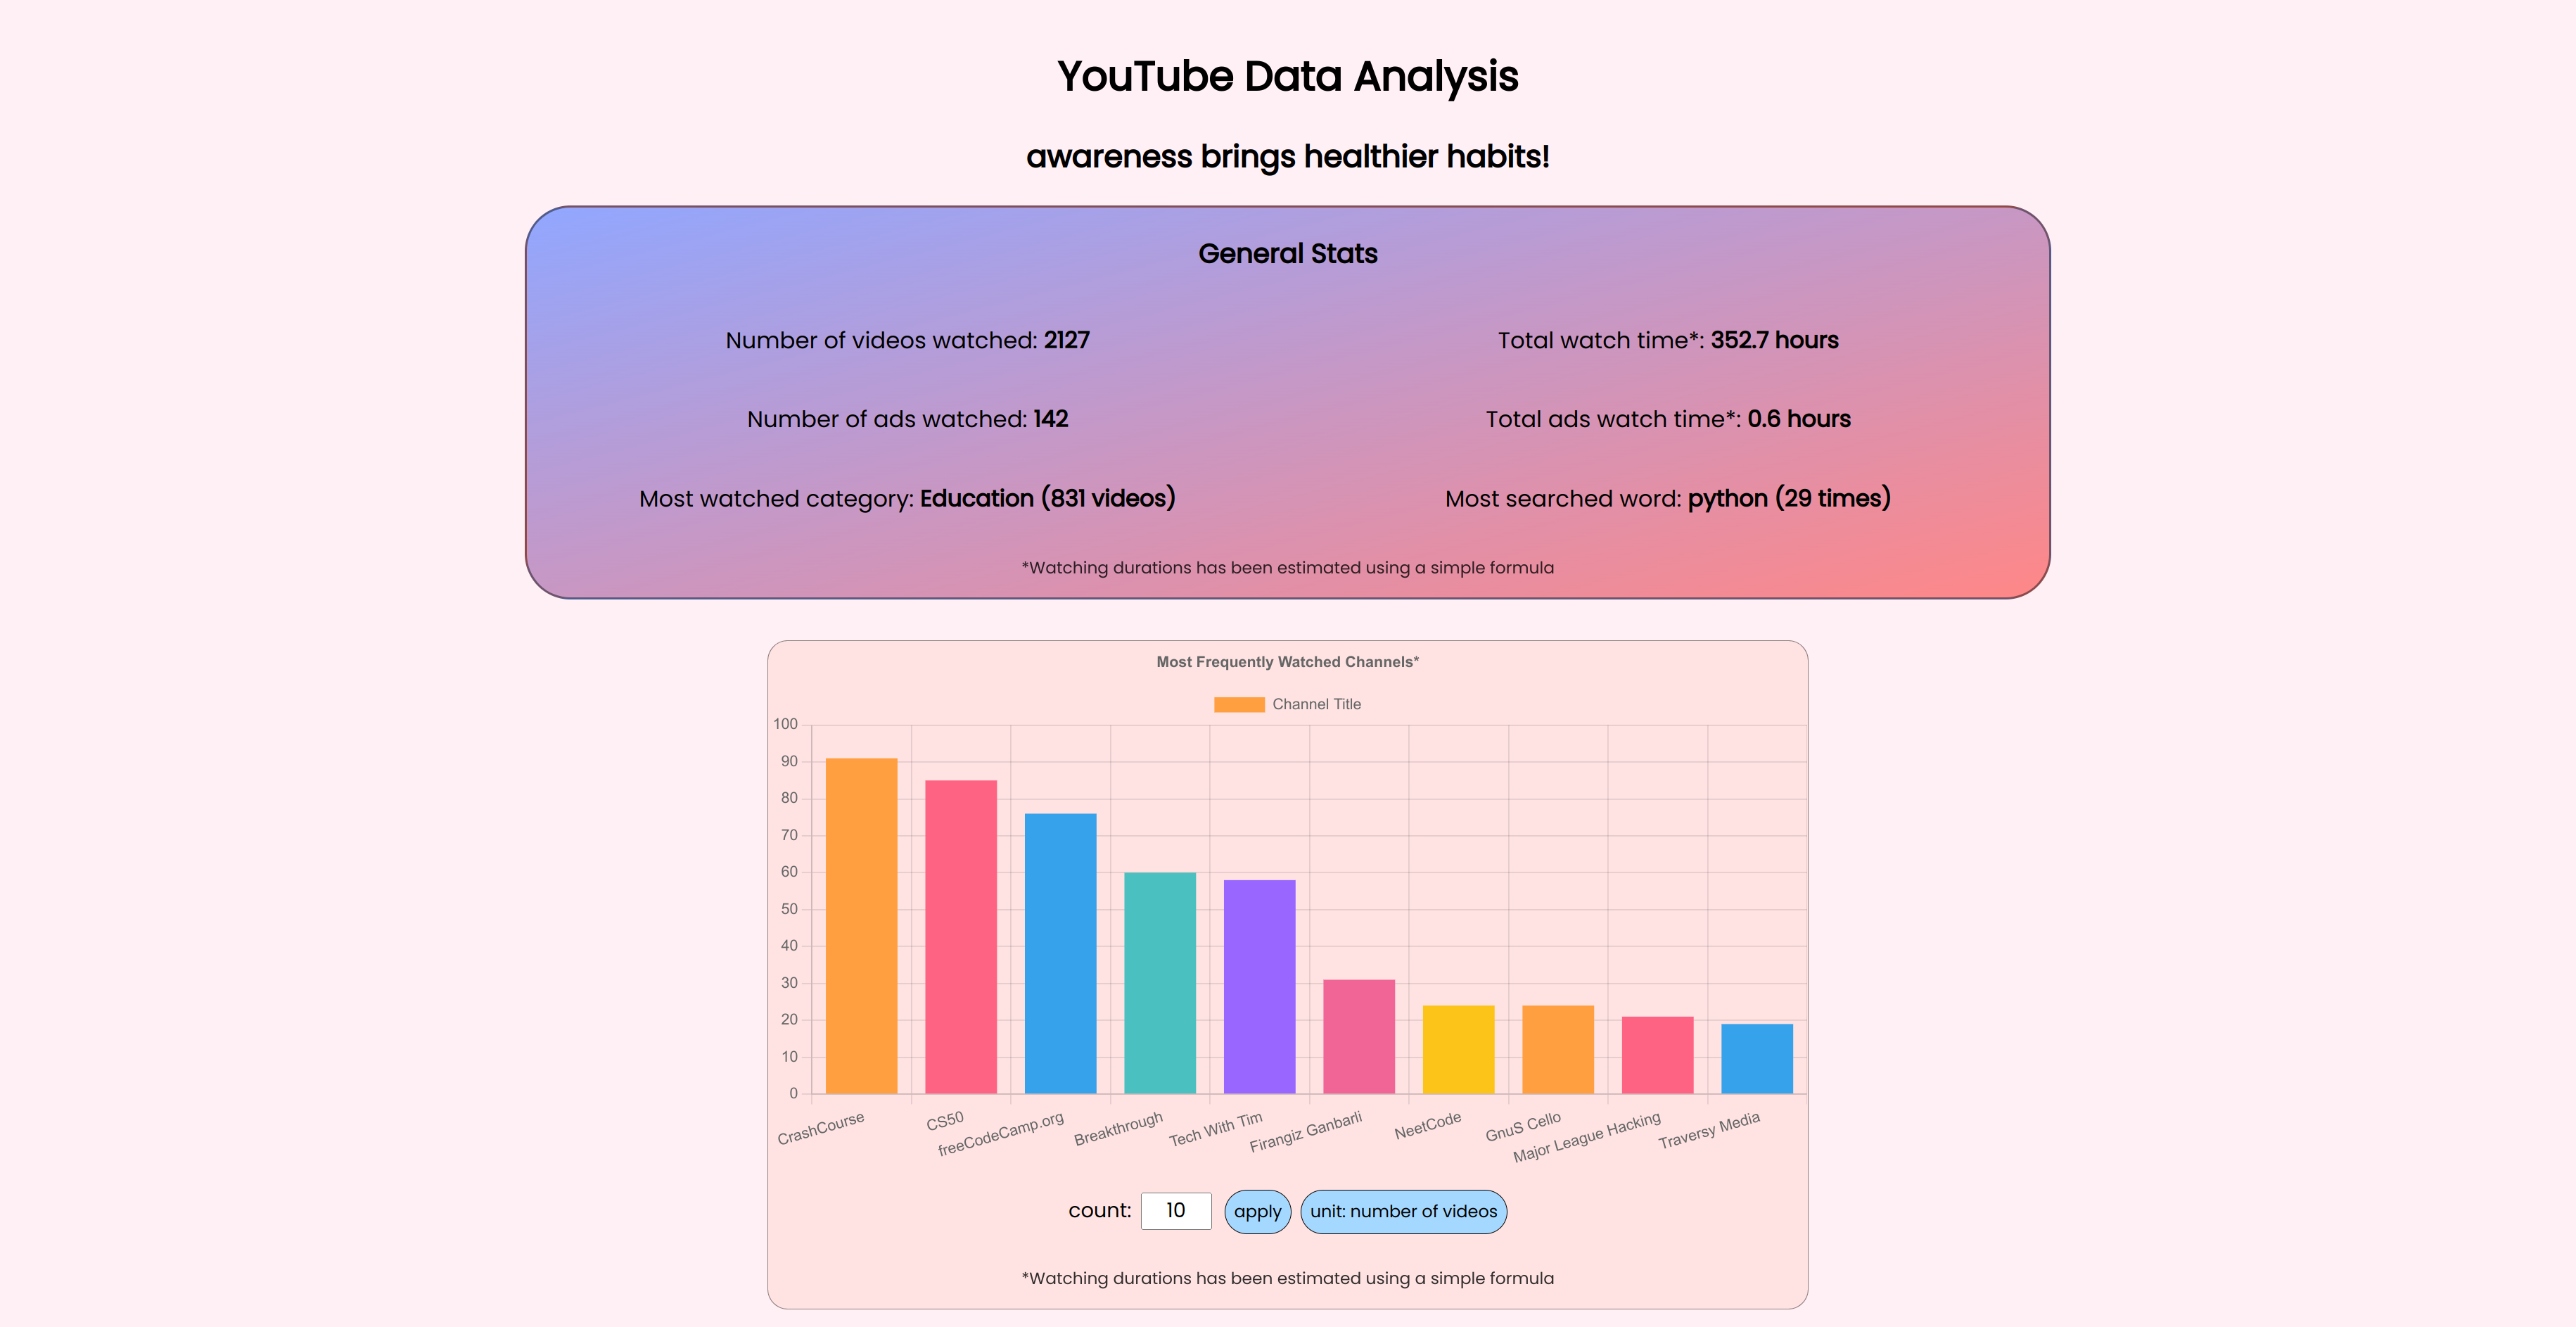 YouTube Data Analysis
awareness brings healthier habits!
General Stats
Number of videos watched: 2127
Total watch time*: 352.7 hours
Number of ads watched: 142
Total ads watch time*: 0.6 hours
Most watched category: Education (831 videos)
Most searched word: python (29 times)
*Watching durations has been estimated using a simple formula
Most Frequently Watched Channels*
Channel Title
100
90
80
70
60
50
40
30
20
10
0
CrashCourse
CS50
freeCodeCamp.org
Breakthrough
Tech With Tim
Firangiz Ganbarli
NeetCode
GnuS Cello
Major League Hacking
Traversy Media
count: 10 apply unit: number of videos
*Watching durations has been estimated using a simple formula